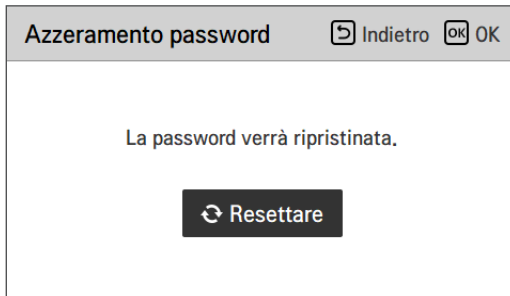 Azzeramento password Indietro OK OK
La password verrà ripristinata.
Resettare